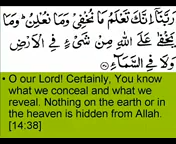 رَبَّنَآ إِنَّكَ تَعْلَمُ مَا نُخْفِى وَمَا نُعْلِنُ ۗ وَمَا
يَخْفَىٰ عَلَى ٱللَّهِ مِن شَىْءٍ فِى ٱلْأَرْضِ
وَلَا فِى ٱلسَّمَآءِ
O our Lord! Certainly, You know
what we conceal and what we
reveal. Nothing on the earth or in
the heaven is hidden from Allah.
[14:38]